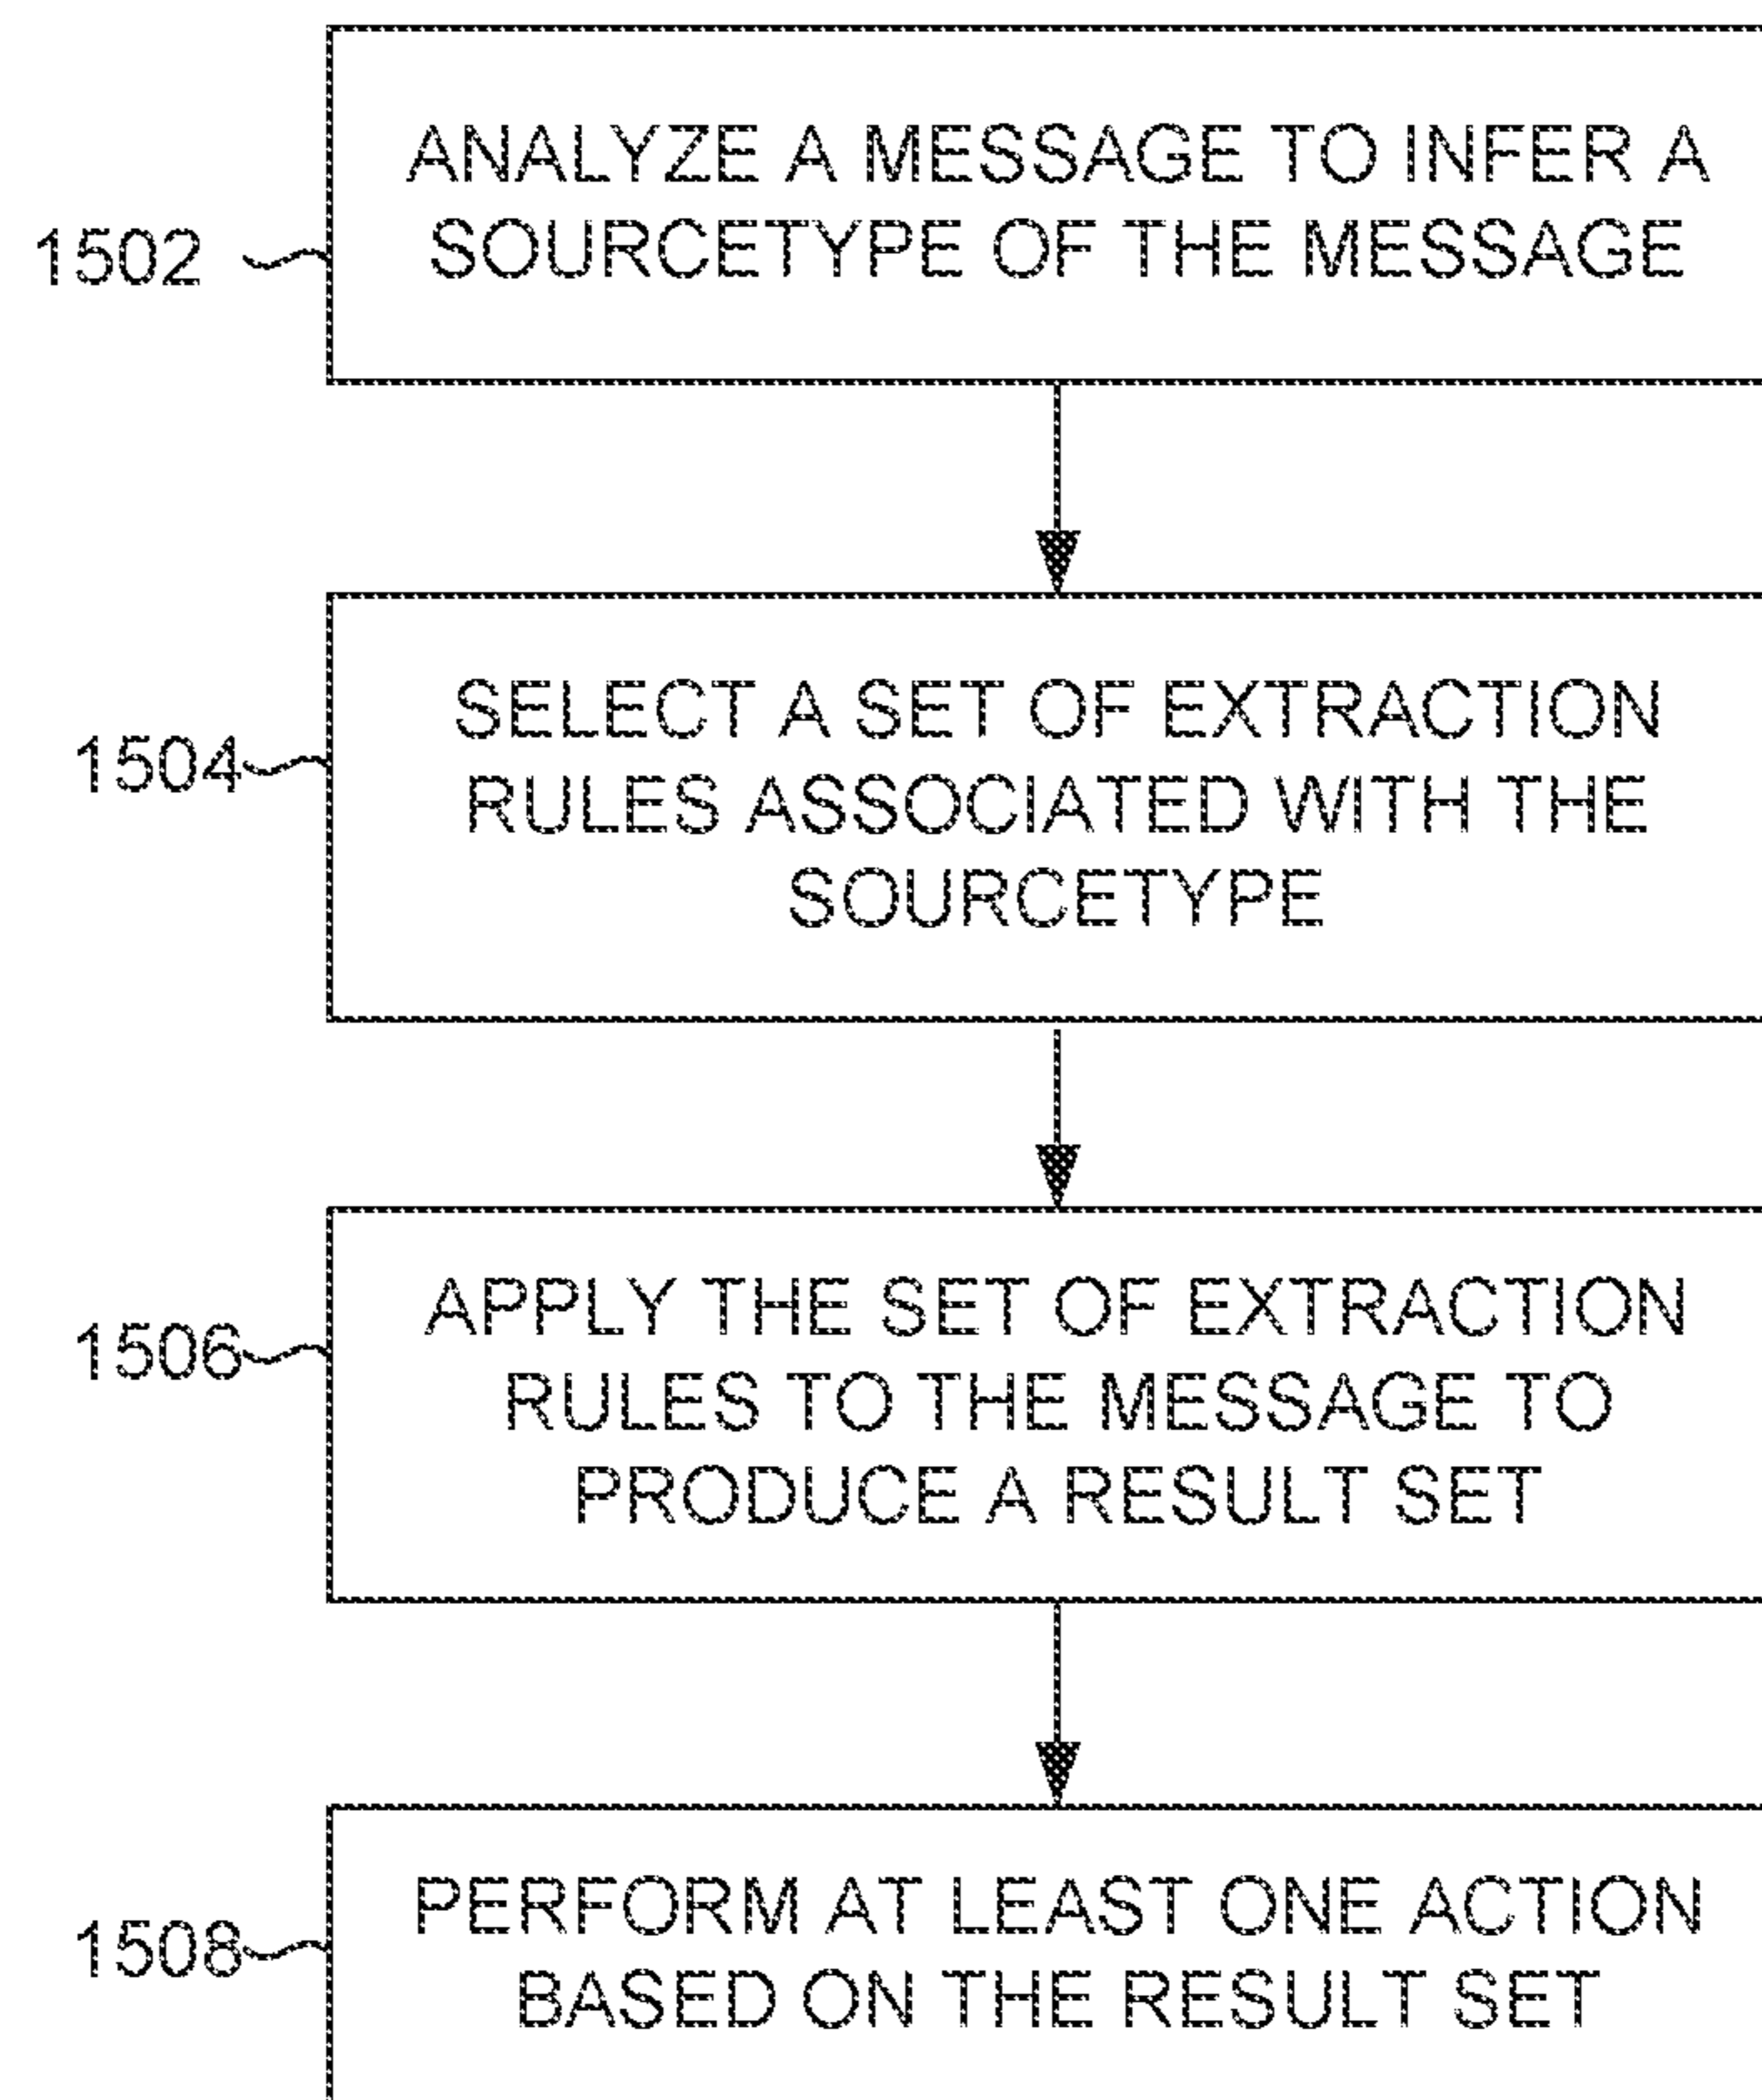 ANALYZE A MESSAGE TO INFER A
1502 SOURCETYPE OF THE MESSAGE
SELECT A SET OF EXTRACTION
1504 RULES ASSOCIATED WITH THE
SOURCETYPE
APPLY THE SET OF EXTRACTION
1506 RULES TO THE MESSAGE TO
PRODUCE A RESULT SET
PERFORM AT LEAST ONE ACTION
1508 BASED ON THE RESULT SET